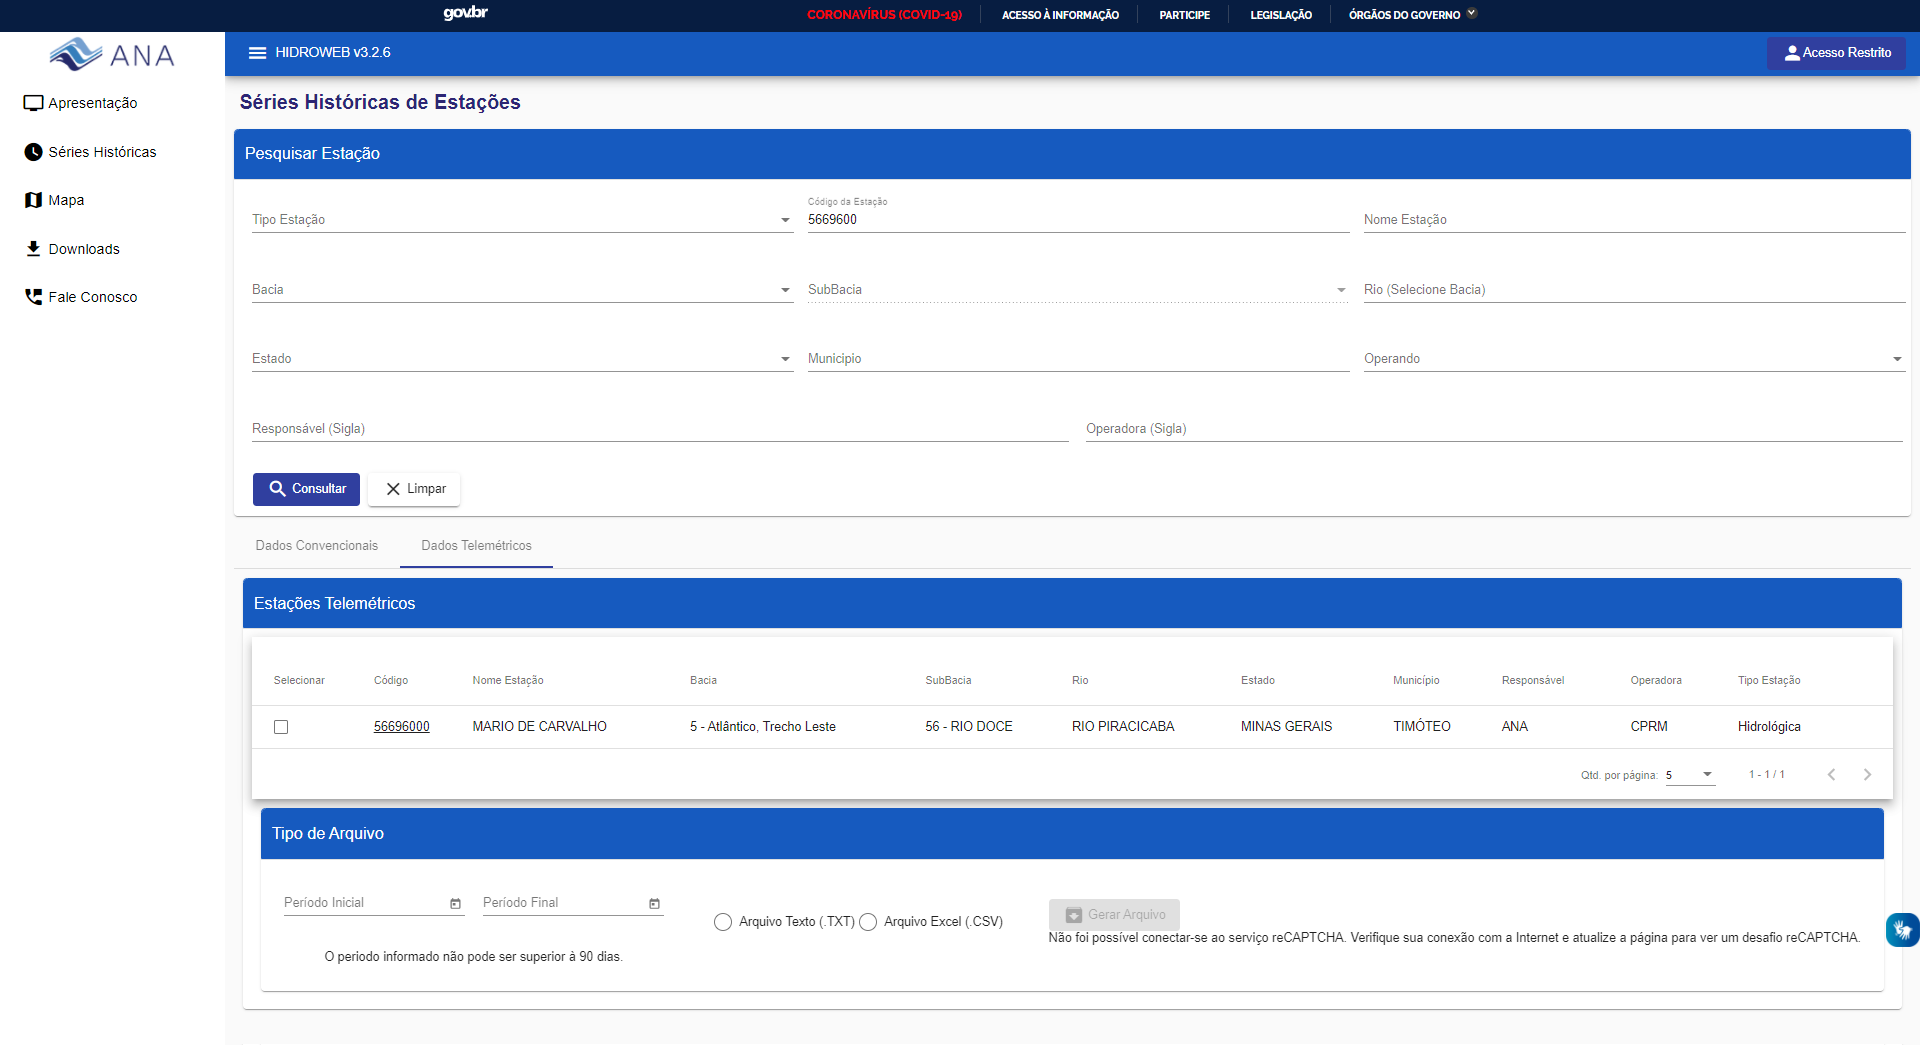 gov.br
CORONAVÍRUS (COVID-19)
ACESSO À INFORMAÇÃO
PARTICIPE
LEGISLAÇÃO
ÓRGÃOS DO GOVERNO
ANA
HIDROWEB v3.2.6
Acesso Restrito
Apresentação
Séries Históricas
Mapa
Downloads
Fale Conosco
Séries Históricas de Estações
Pesquisar Estação
Tipo Estação
Código da Estação
5669600
Nome Estação
Bacia
SubBacia
Rio (Selecione Bacia)
Estado
Municipio
Operando
Responsável (Sigla)
Operadora (Sigla)
Consultar
Limpar
Dados Convencionais
Dados Telemétricos
Estações Telemétricos
Selecionar Código Nome Estação Bacia SubBacia Rio Estado Município Responsável Operadora Tipo Estação
56696000 MARIO DE CARVALHO 5 - Atlântico, Trecho Leste 56 - RIO DOCE RIO PIRACICABA MINAS GERAIS TIMÓTEO ANA CPRM Hidrológica
Qtd. por página: 5 1 - 1 / 1
Tipo de Arquivo
Período Inicial
Período Final
Arquivo Texto (.TXT)
Arquivo Excel (.CSV)
Gerar Arquivo
Não foi possível conectar-se ao serviço reCAPTCHA. Verifique sua conexão com a Internet e atualize a página para ver um desafio reCAPTCHA.
O periodo informado não pode ser superior à 90 dias.